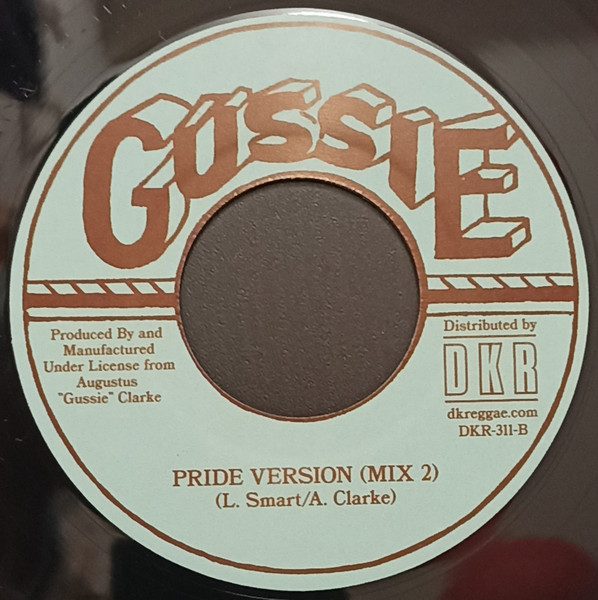 GUSSIE
Produced By and
Manufactured
Under License from
Augustus
"Gussie" Clarke
Distributed by
DKR
dkreggae.com
DKR-311-B
PRIDE VERSION (MIX 2)
(L. Smart/A. Clarke)